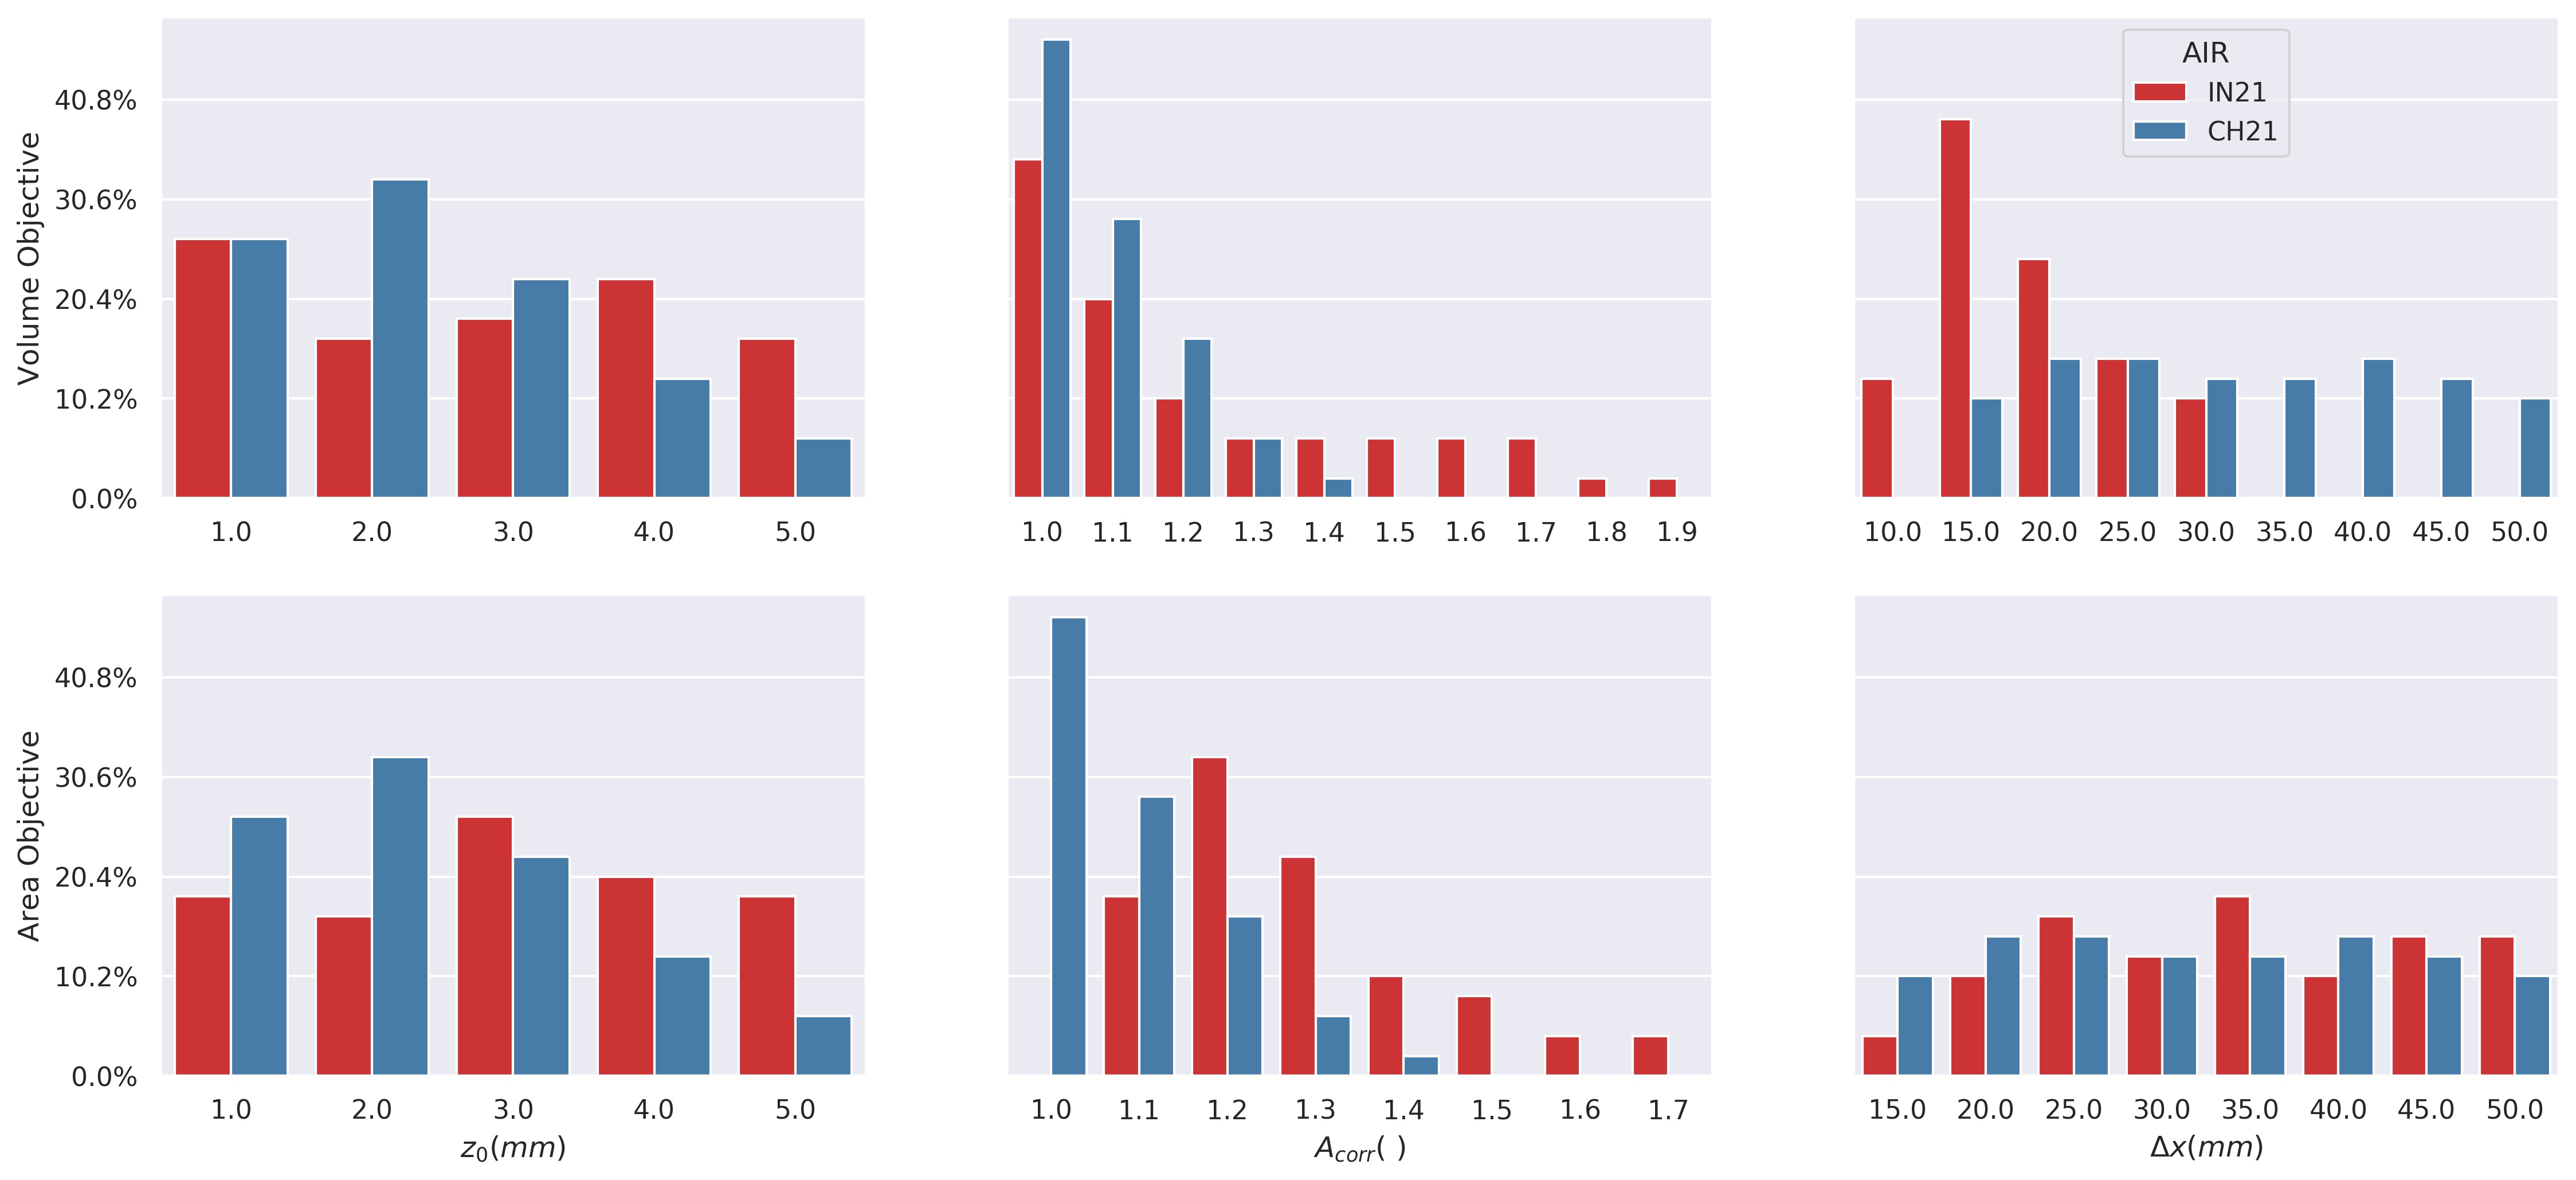 Volume Objective
40.8%
30.6%
20.4%
10.2%
0.0%
1.0 2.0 3.0 4.0 5.0
1.0 1.1 1.2 1.3 1.4 1.5 1.6 1.7 1.8 1.9
AIR
IN21
CH21
10.0 15.0 20.0 25.0 30.0 35.0 40.0 45.0 50.0
Area Objective
40.8%
30.6%
20.4%
10.2%
0.0%
1.0 2.0 3.0 4.0 5.0
z₀(mm)
1.0 1.1 1.2 1.3 1.4 1.5 1.6 1.7
A_corr( )
15.0 20.0 25.0 30.0 35.0 40.0 45.0 50.0
Δx(mm)